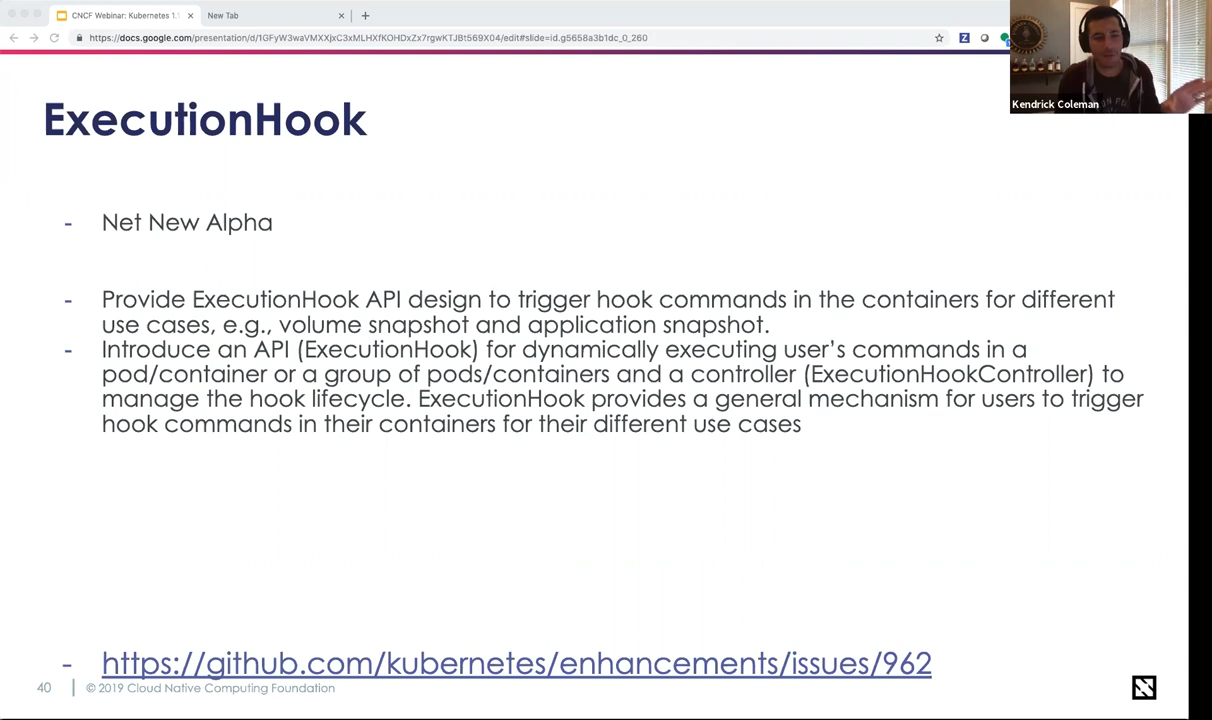 CNCF Webinar: Kubernetes 1.1
New Tab
https://docs.google.com/presentation/d/1GFyW3waVMXXjxC3xMLHXfKOHDxZx7rgwKTJBt569X04/edit#slide=id.g5658a3b1dc_0_260
Kendrick Coleman
ExecutionHook
- Net New Alpha
- Provide ExecutionHook API design to trigger hook commands in the containers for different
use cases, e.g., volume snapshot and application snapshot.
- Introduce an API (ExecutionHook) for dynamically executing user’s commands in a
pod/container or a group of pods/containers and a controller (ExecutionHookController) to
manage the hook lifecycle. ExecutionHook provides a general mechanism for users to trigger
hook commands in their containers for their different use cases
- https://github.com/kubernetes/enhancements/issues/962
40 | © 2019 Cloud Native Computing Foundation